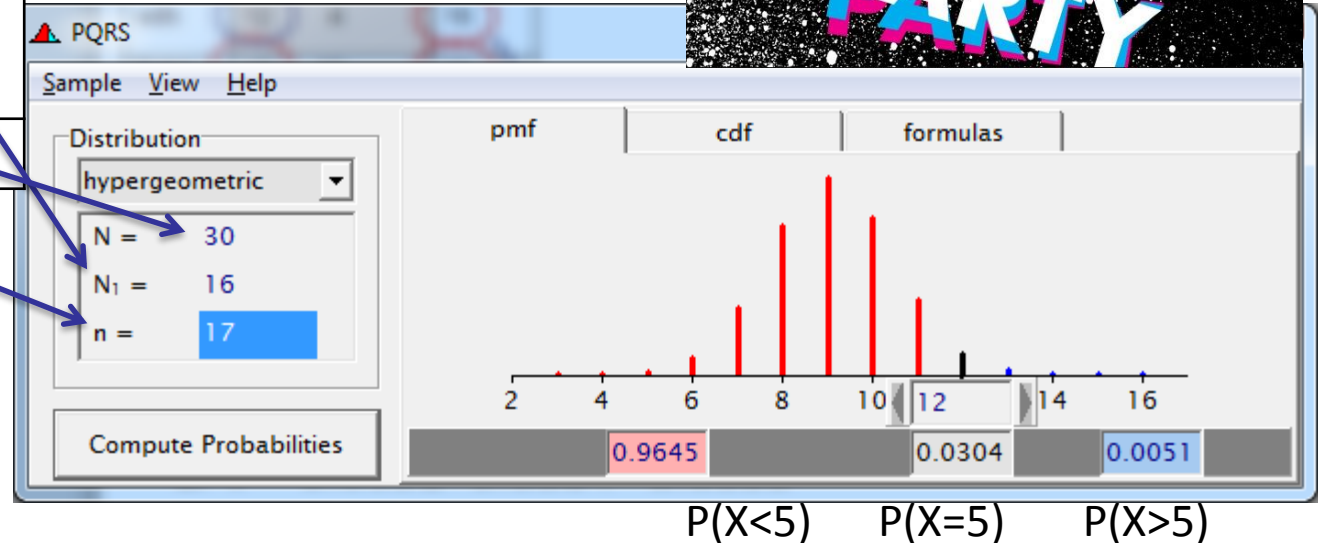 PARTY
PQRS
Sample View Help
Distribution
hypergeometric
N = 30
N₁ = 16
n = 17
Compute Probabilities
pmf cdf formulas
2 4 6 8 10 12 14 16
0.9645 0.0304 0.0051
P(X<5) P(X=5) P(X>5)